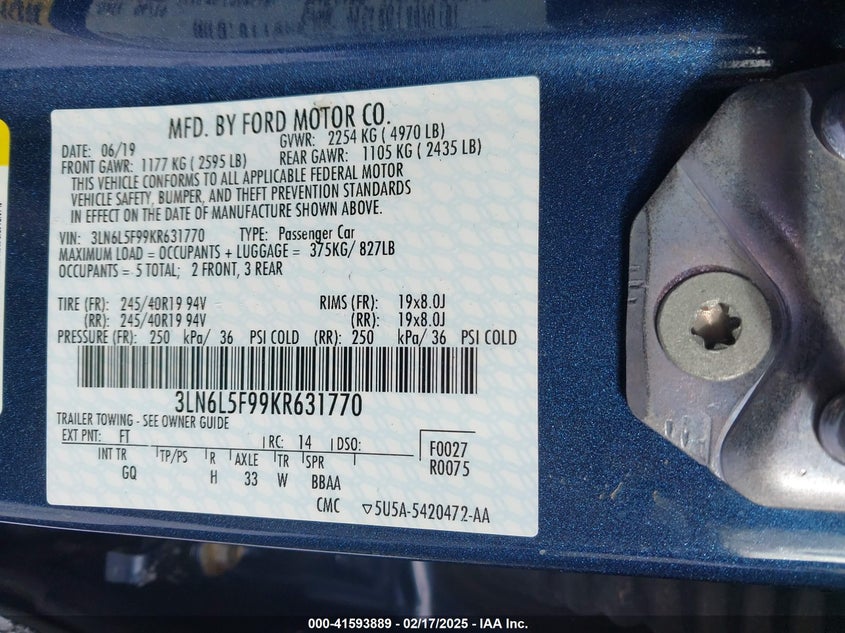 MFD. BY FORD MOTOR CO.
DATE: 06/19 GVWR: 2254 KG ( 4970 LB)
FRONT GAWR: 1177 KG ( 2595 LB) REAR GAWR: 1105 KG ( 2435 LB)
THIS VEHICLE CONFORMS TO ALL APPLICABLE FEDERAL MOTOR
VEHICLE SAFETY, BUMPER, AND THEFT PREVENTION STANDARDS
IN EFFECT ON THE DATE OF MANUFACTURE SHOWN ABOVE.
VIN: 3LN6L5F99KR631770 TYPE: Passenger Car
MAXIMUM LOAD = OCCUPANTS + LUGGAGE = 375KG/ 827LB
OCCUPANTS = 5 TOTAL; 2 FRONT, 3 REAR
TIRE (FR): 245/40R19 94V RIMS (FR): 19x8.0J
(RR): 245/40R19 94V (RR): 19x8.0J
PRESSURE (FR): 250 kPa/ 36 PSI COLD (RR): 250 kPa/ 36 PSI COLD
3LN6L5F99KR631770
TRAILER TOWING - SEE OWNER GUIDE
EXT PNT: FT RC: 14 DSO: F0027
INT TR TP/PS R AXLE TR SPR R0075
GQ H 33 W BBAA
CMC ▽5U5A-5420472-AA
000-41593889 - 02/17/2025 - IAA Inc.